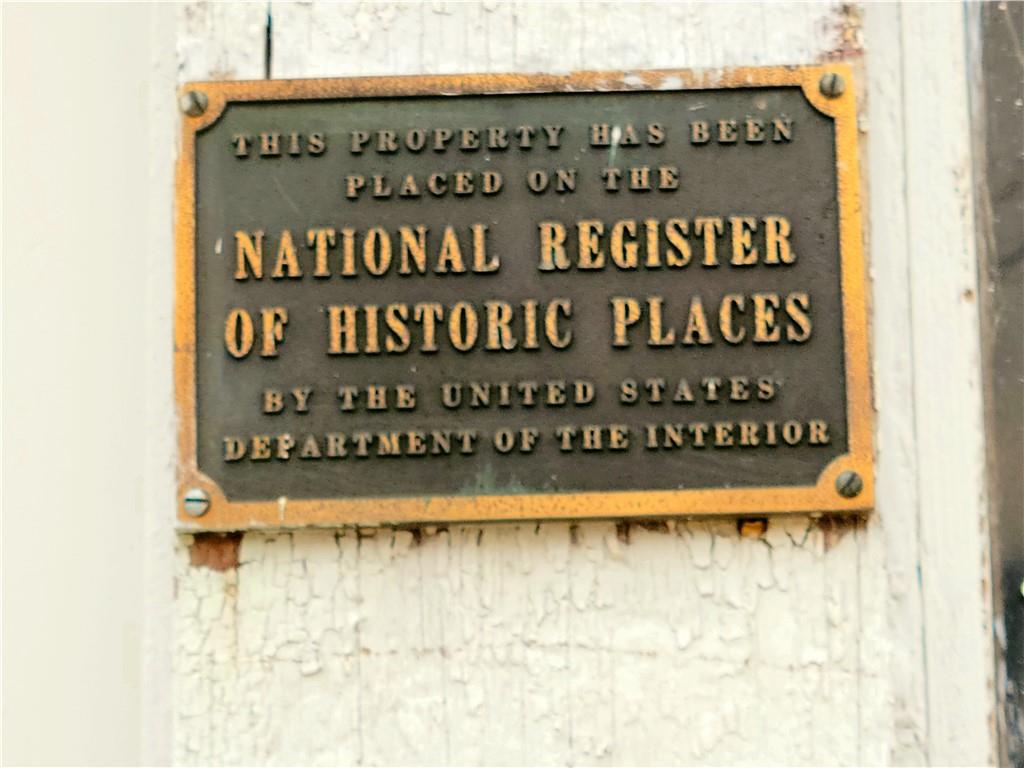 THIS PROPERTY HAS BEEN
PLACED ON THE
NATIONAL REGISTER
OF HISTORIC PLACES
BY THE UNITED STATES
DEPARTMENT OF THE INTERIOR